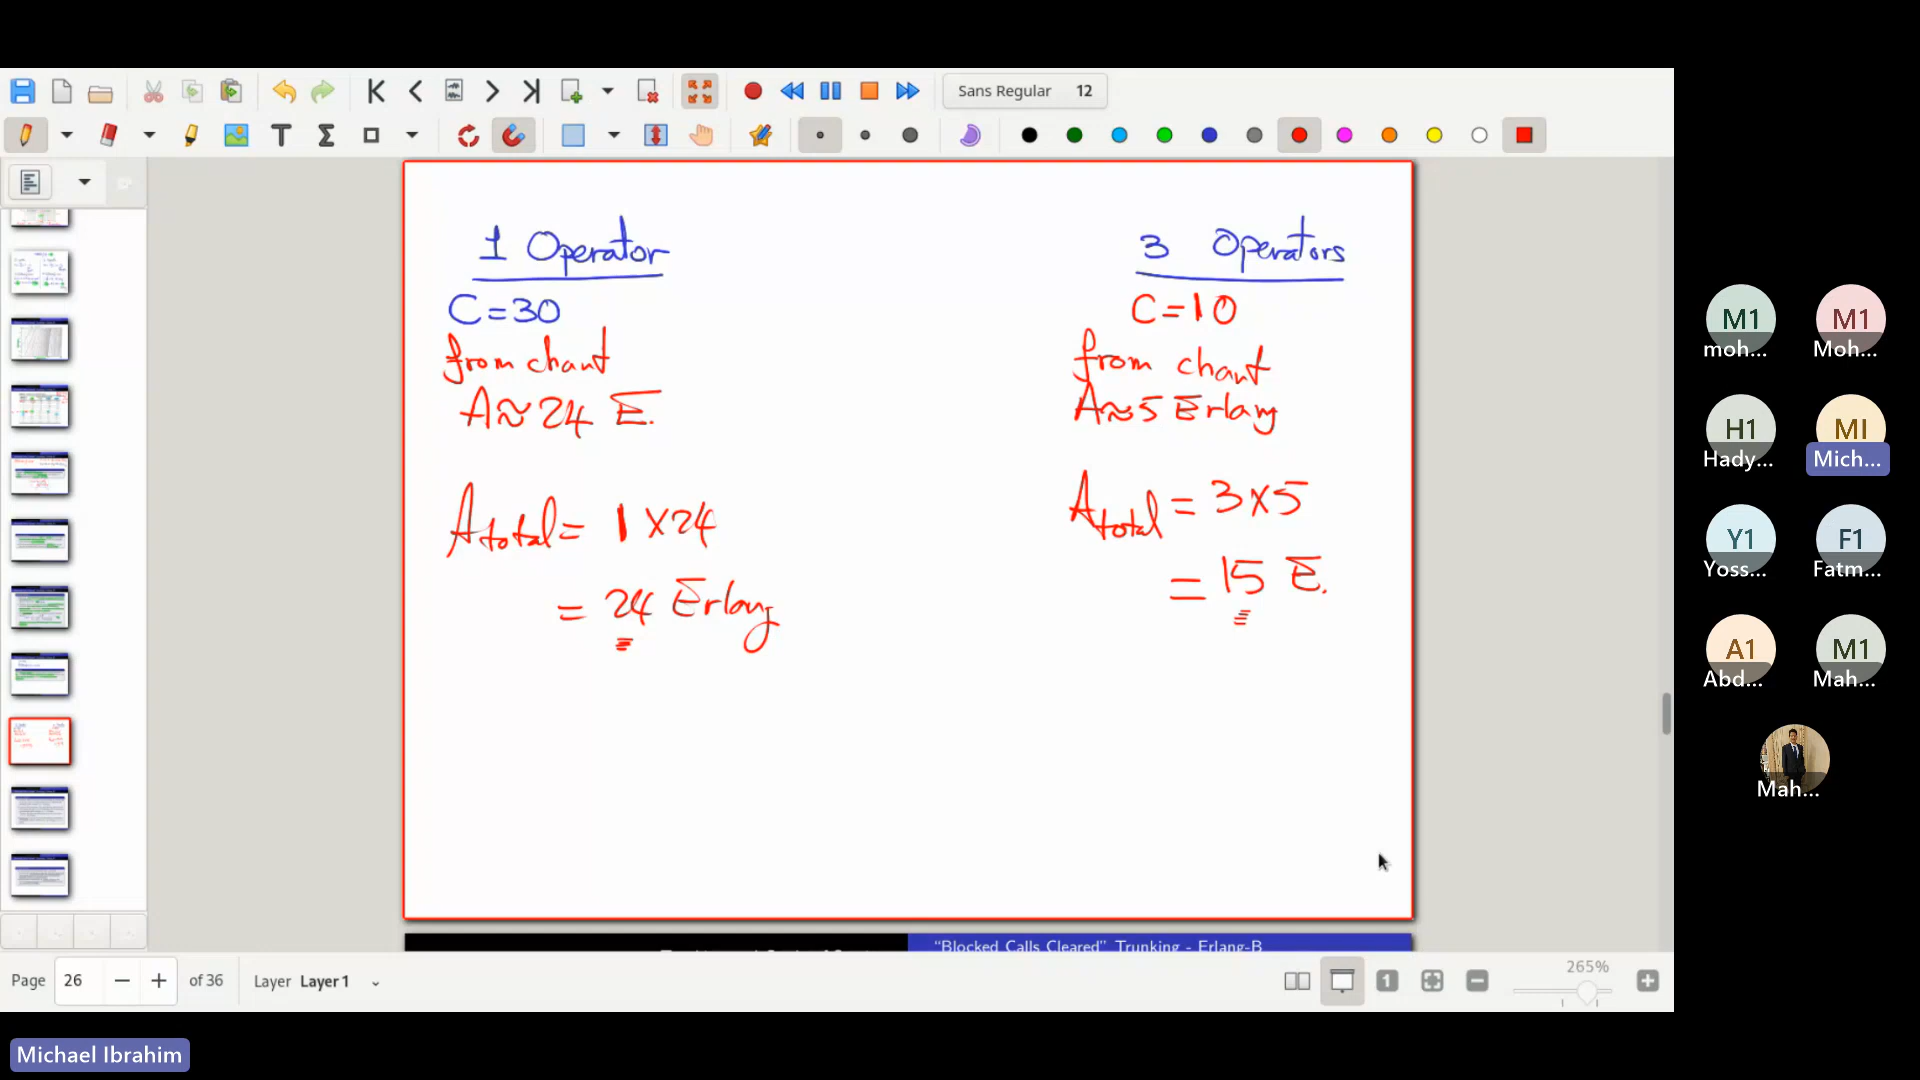 Sans Regular 12
1 Operator
C=30
from chart
A≈24 E.
Atotal = 1 x 24
= 24 Erlang
3 Operators
C=10
from chart
A≈5 Erlang
Atotal = 3x5
= 15 E.
"Blocked Calls Cleared" Trunking - Erlang-B
Page 26 of 36 Layer Layer 1
265%
M1 M1
moh... Moh...
H1 MI
Hady... Mich...
Y1 F1
Yoss... Fatm...
A1 M1
Abd... Mah...
Mah...
Michael Ibrahim